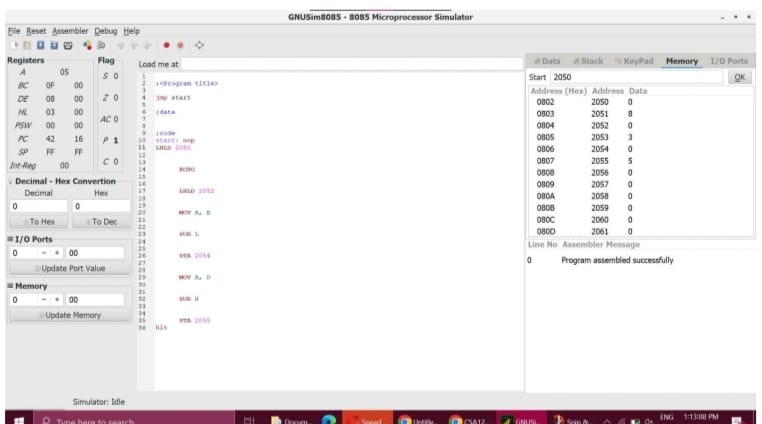 GNUSim8085 - 8085 Microprocessor Simulator
File Reset Assembler Debug Help
Registers Flag
A 05
BC 0F 00
DE 08 00
HL 03 00
PSW 00 00
PC 42 16
SP FF FF
Int-Reg 00
S 0
Z 0
AC 0
P 1
C 0
Decimal - Hex Convertion
Decimal Hex
0 0
To Hex To Dec
I/O Ports
0 - + 00
Update Port Value
Memory
0 - + 00
Update Memory
Simulator: Idle
Load me at
1
2 ;<Program title>
3
4 jmp start
5
6 ;data
7
8
9 ;code
10 start: nop
11 LHLD 2050
12
13
14 XCHG
15
16
17 LHLD 2052
18
19
20 MOV A, E
21
22
23 SUB L
24
25
26 STA 2054
27
28
29 MOV A, D
30
31
32 SUB H
33
34
35 STA 2055
36 hlt
Data Stack KeyPad Memory I/O Ports
Start 2050 OK
Address (Hex) Address Data
0802 2050 0
0803 2051 8
0804 2052 0
0805 2053 3
0806 2054 0
0807 2055 5
0808 2056 0
0809 2057 0
080A 2058 0
080B 2059 0
080C 2060 0
080D 2061 0
Line No Assembler Message
0 Program assembled successfully
Type here to search
Docum...
Speed
Untitle...
CSA12...
GNUSi...
ENG 1:13:08 PM